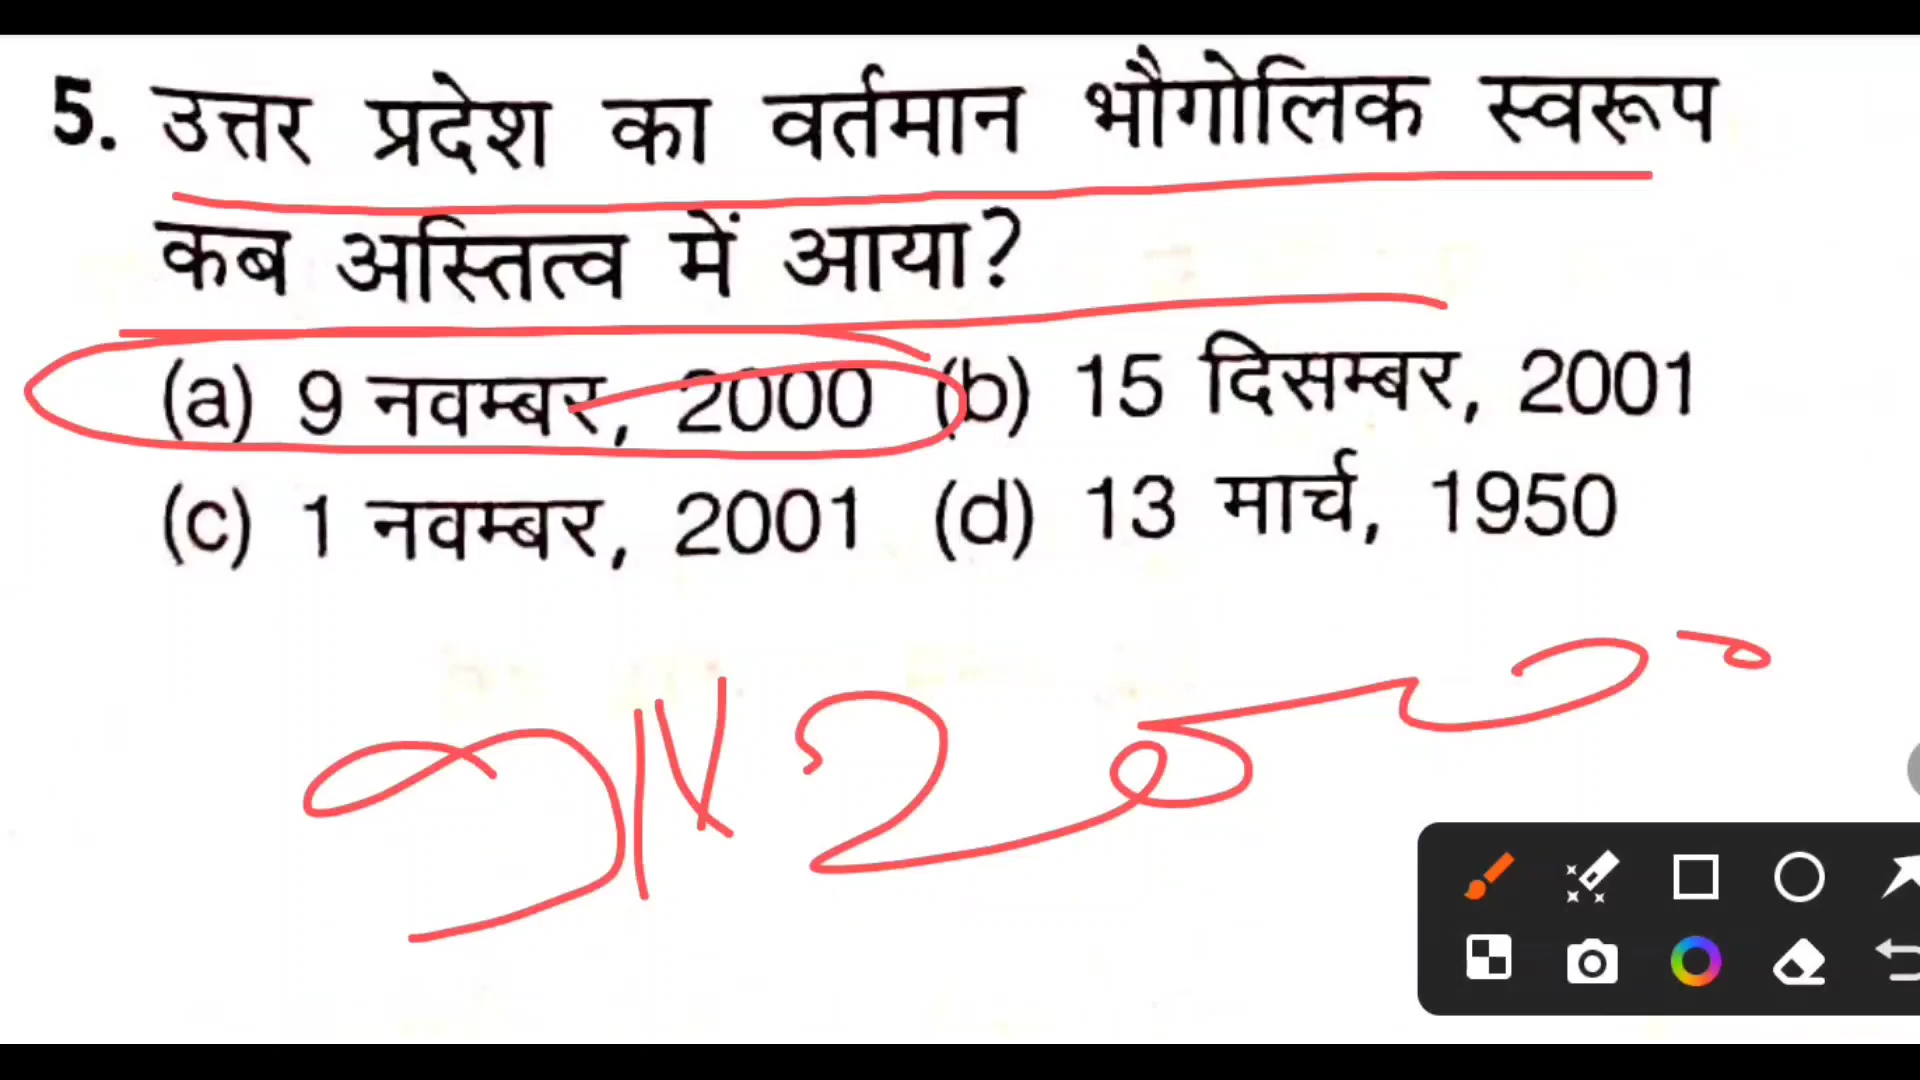 5. उत्तर प्रदेश का वर्तमान भौगोलिक स्वरूप
कब अस्तित्व में आया?
(a) 9 नवम्बर, 2000 (b) 15 दिसम्बर, 2001
(c) 1 नवम्बर, 2001 (d) 13 मार्च, 1950